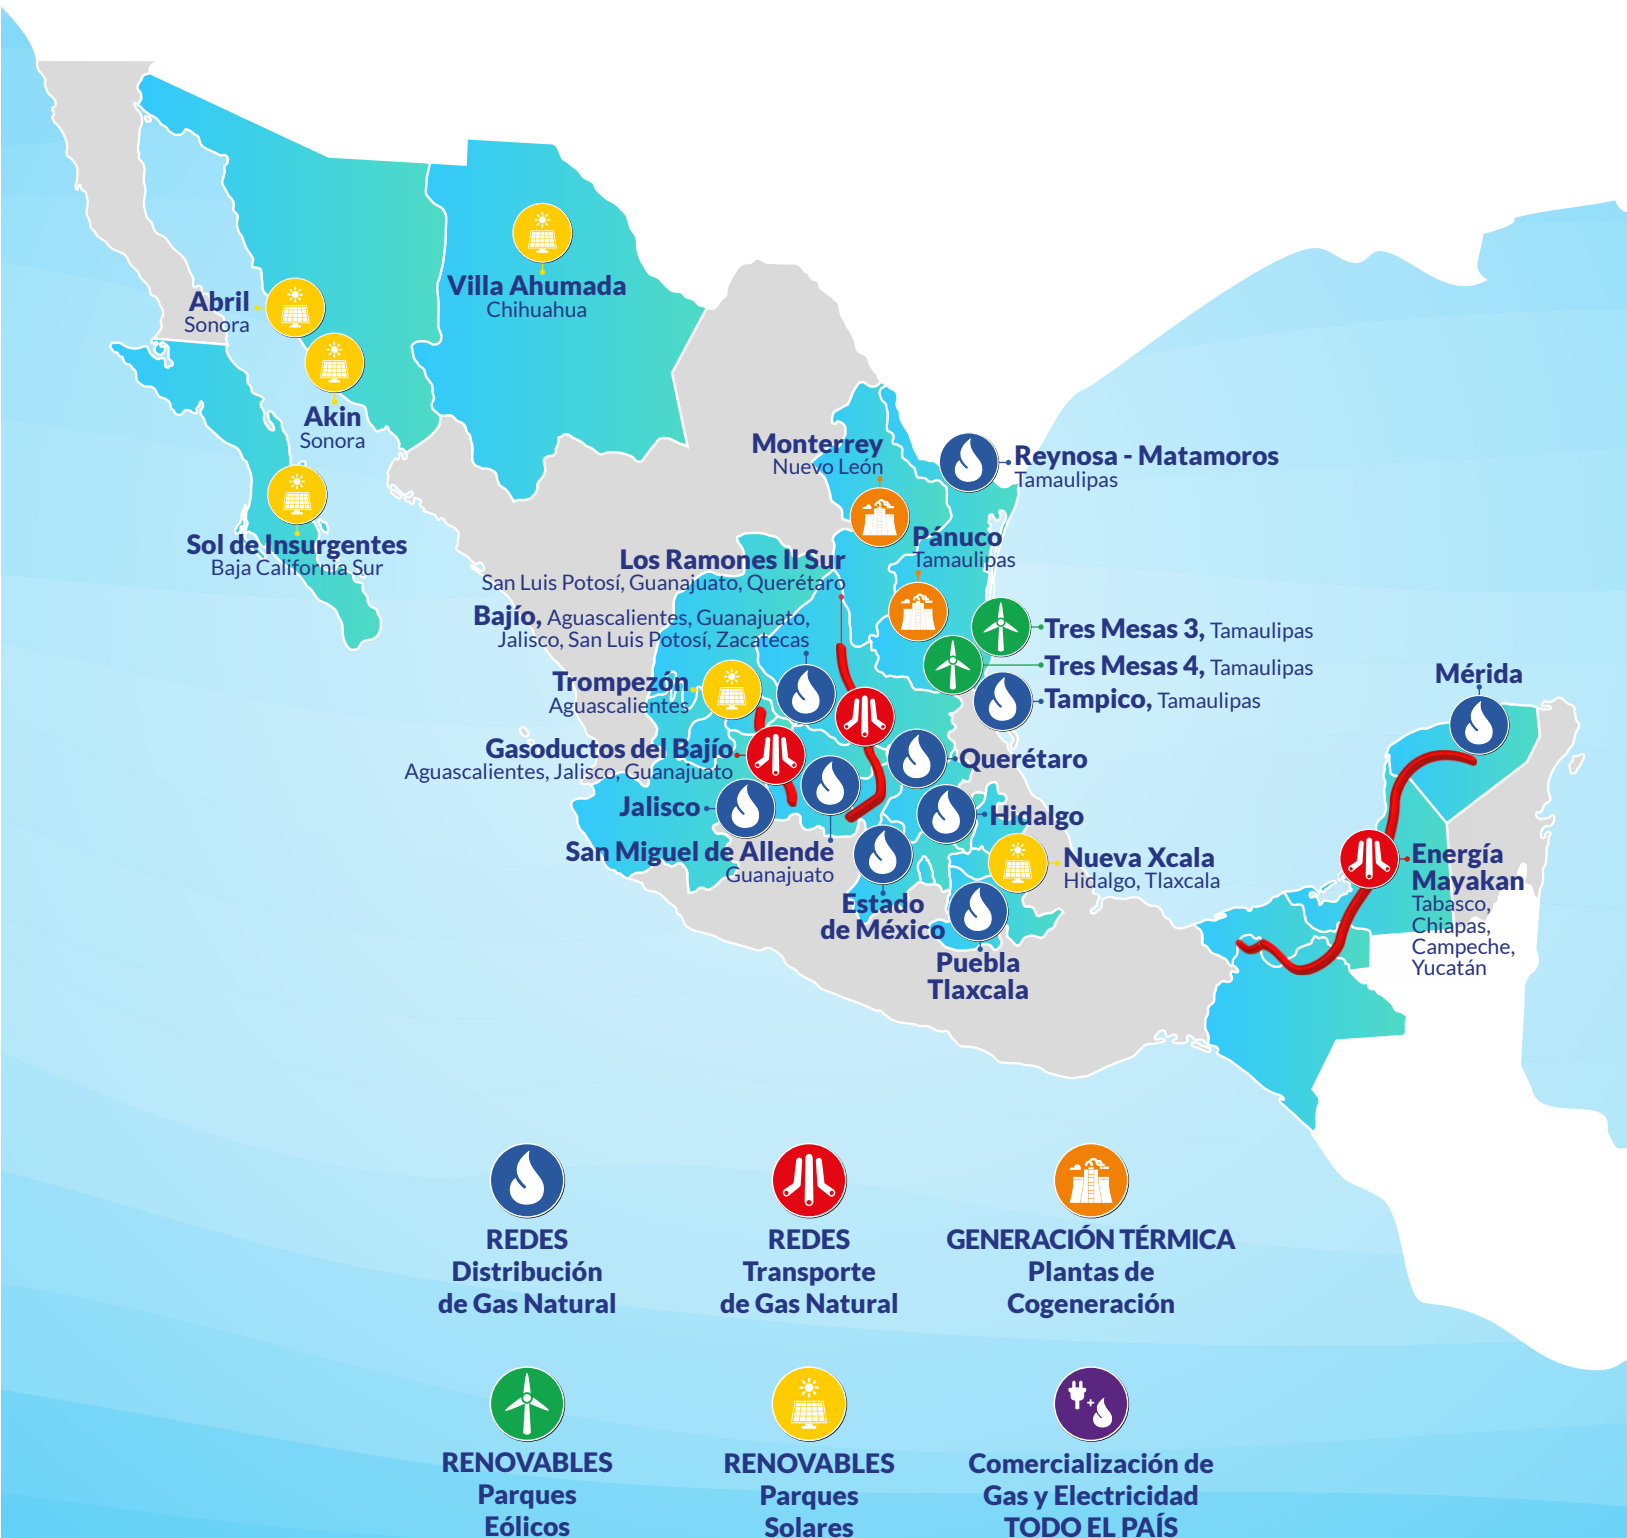 Villa Ahumada
Chihuahua
Abril
Sonora
Akin
Sonora
Sol de Insurgentes
Baja California Sur
Monterrey
Nuevo León
Reynosa - Matamoros
Tamaulipas
Pánuco
Tamaulipas
Los Ramones II Sur
San Luis Potosí, Guanajuato, Querétaro
Bajío, Aguascalientes, Guanajuato,
Jalisco, San Luis Potosí, Zacatecas
Tres Mesas 3, Tamaulipas
Tres Mesas 4, Tamaulipas
Tampico, Tamaulipas
Trompezón
Aguascalientes
Mérida
Gasoductos del Bajío
Aguascalientes, Jalisco, Guanajuato
Querétaro
Jalisco
Hidalgo
San Miguel de Allende
Guanajuato
Nueva Xcala
Hidalgo, Tlaxcala
Energía
Mayakan
Tabasco,
Chiapas,
Campeche,
Yucatán
Estado
de México
Puebla
Tlaxcala
REDES
Distribución
de Gas Natural
REDES
Transporte
de Gas Natural
GENERACIÓN TÉRMICA
Plantas de
Cogeneración
RENOVABLES
Parques
Eólicos
RENOVABLES
Parques
Solares
Comercialización de
Gas y Electricidad
TODO EL PAÍS